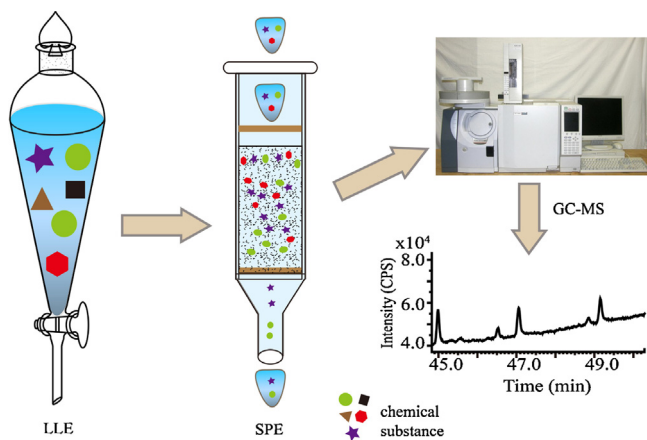 LLE
SPE
GC-MS
x10⁴
8.0
6.0
4.0
Intensity (CPS)
45.0 47.0 49.0
Time (min)
chemical
substance